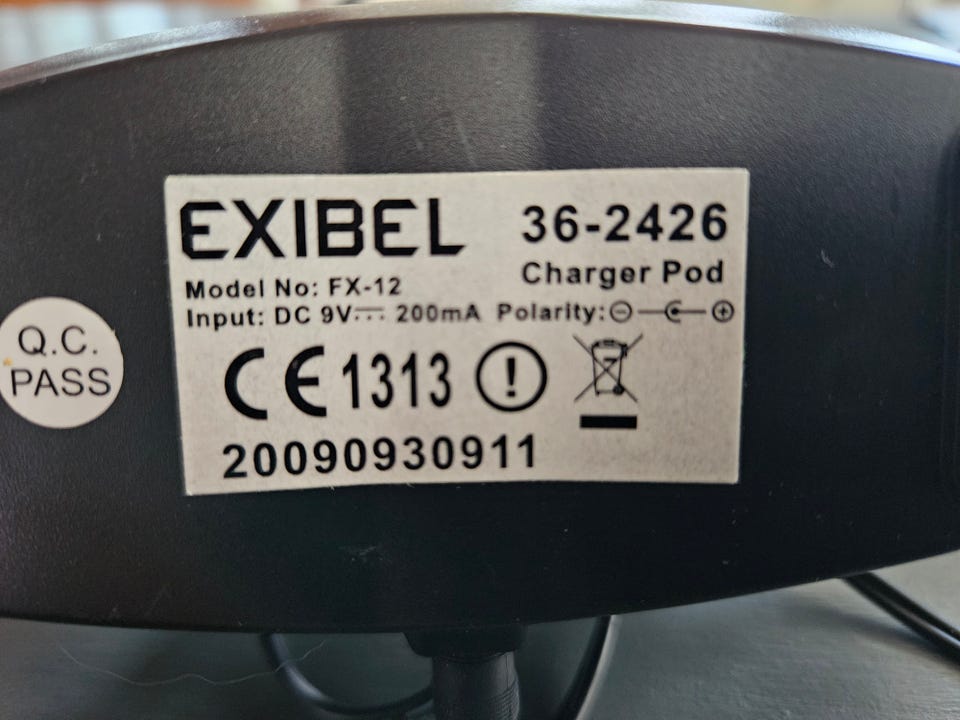 EXIBEL 36-2426
Charger Pod
Model No: FX-12
Input: DC 9V⎓ 200mA Polarity:
CE 1313
20090930911
Q.C.
PASS